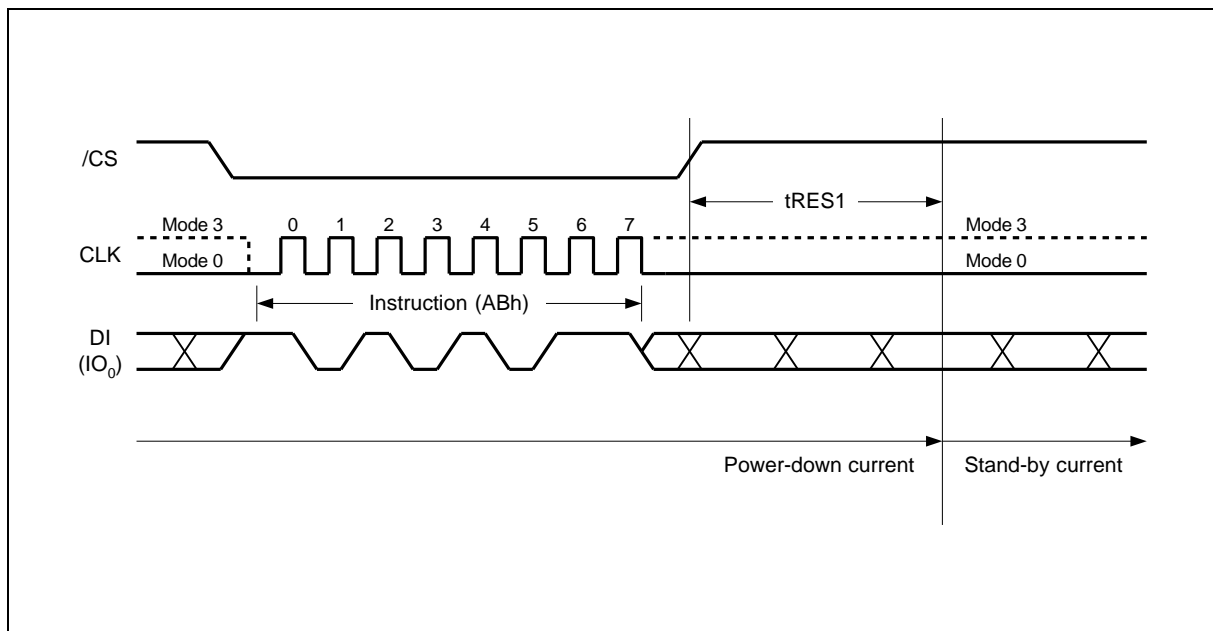 /CS
tRES1
Mode 3 0 1 2 3 4 5 6 7 Mode 3
CLK
Mode 0 Mode 0
Instruction (ABh)
DI
(IO0)
Power-down current Stand-by current